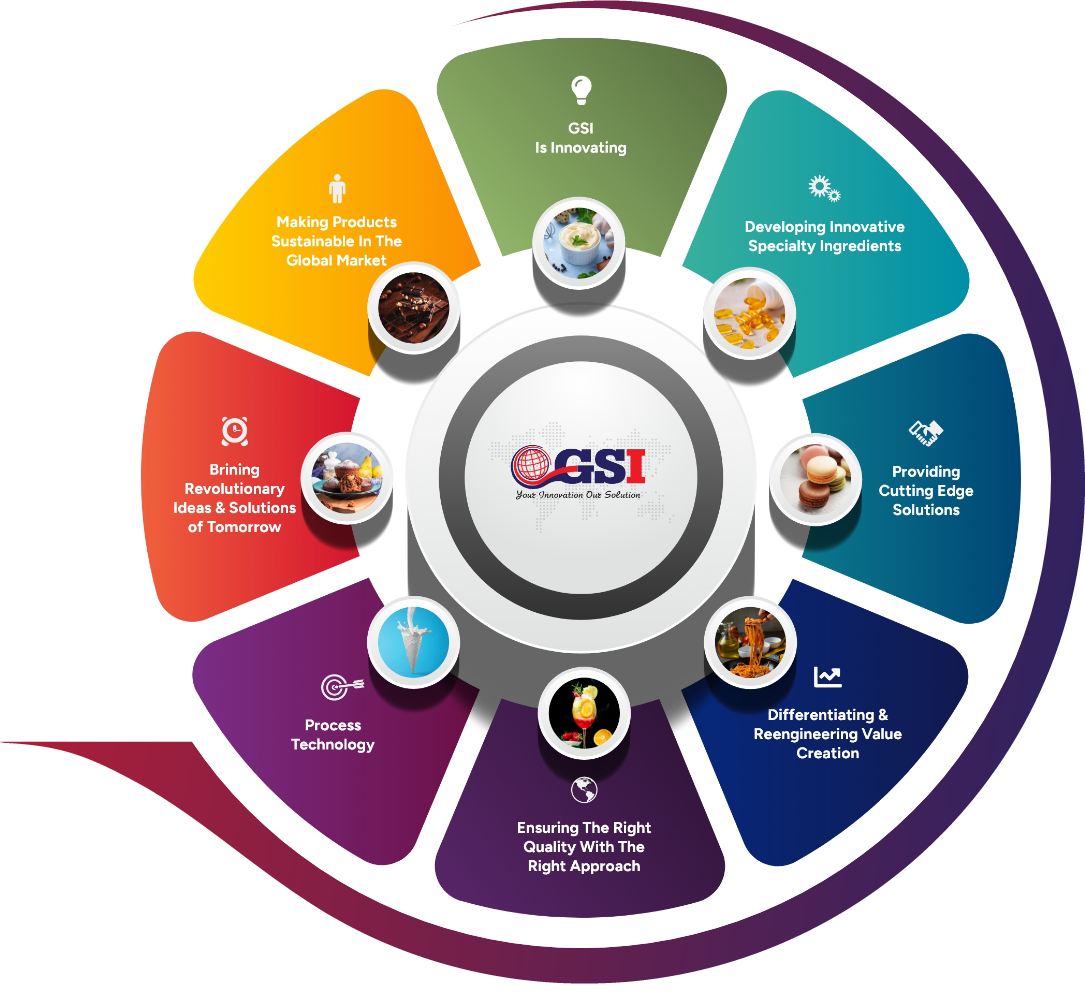 GSI
Is Innovating
Developing Innovative
Specialty Ingredients
Providing
Cutting Edge
Solutions
Differentiating &
Reengineering Value
Creation
Ensuring The Right
Quality With The
Right Approach
Process
Technology
Brining
Revolutionary
Ideas & Solutions
of Tomorrow
Making Products
Sustainable In The
Global Market
GSI
Your Innovation Our Solution